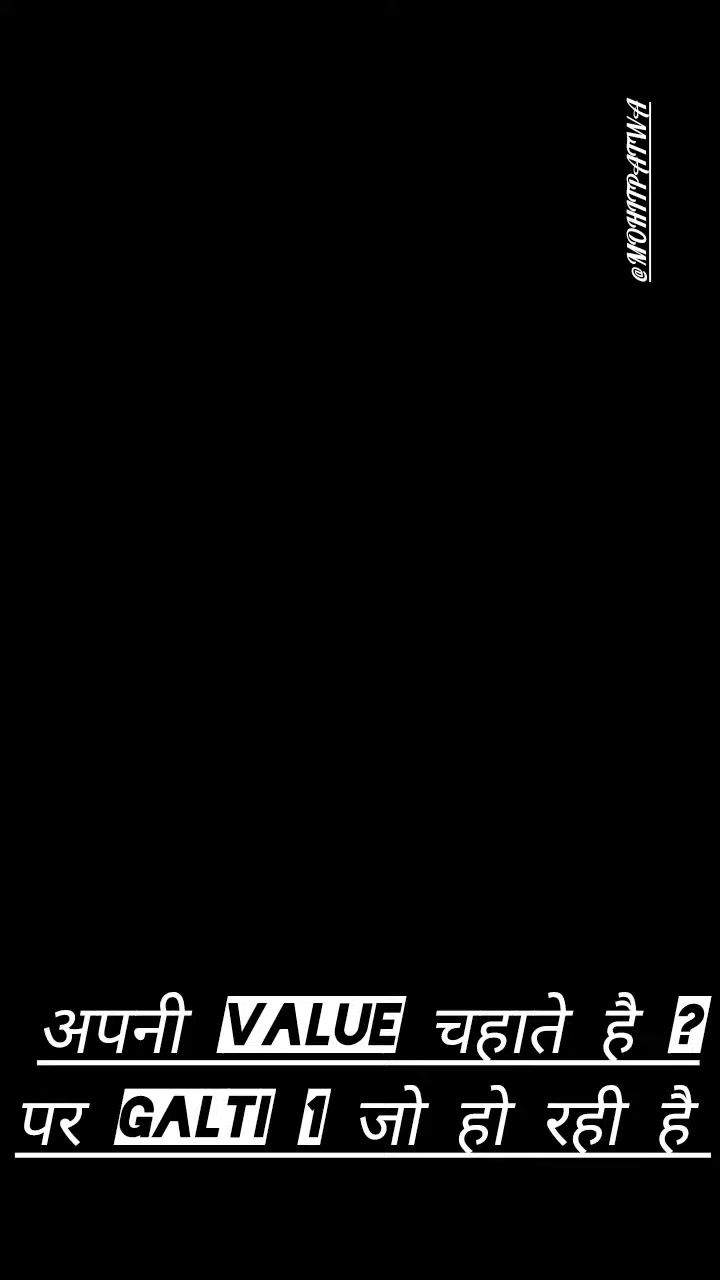 @MOHITPATWA
अपनी VALUE चहाते है ?
पर GALTI 1 जो हो रही है